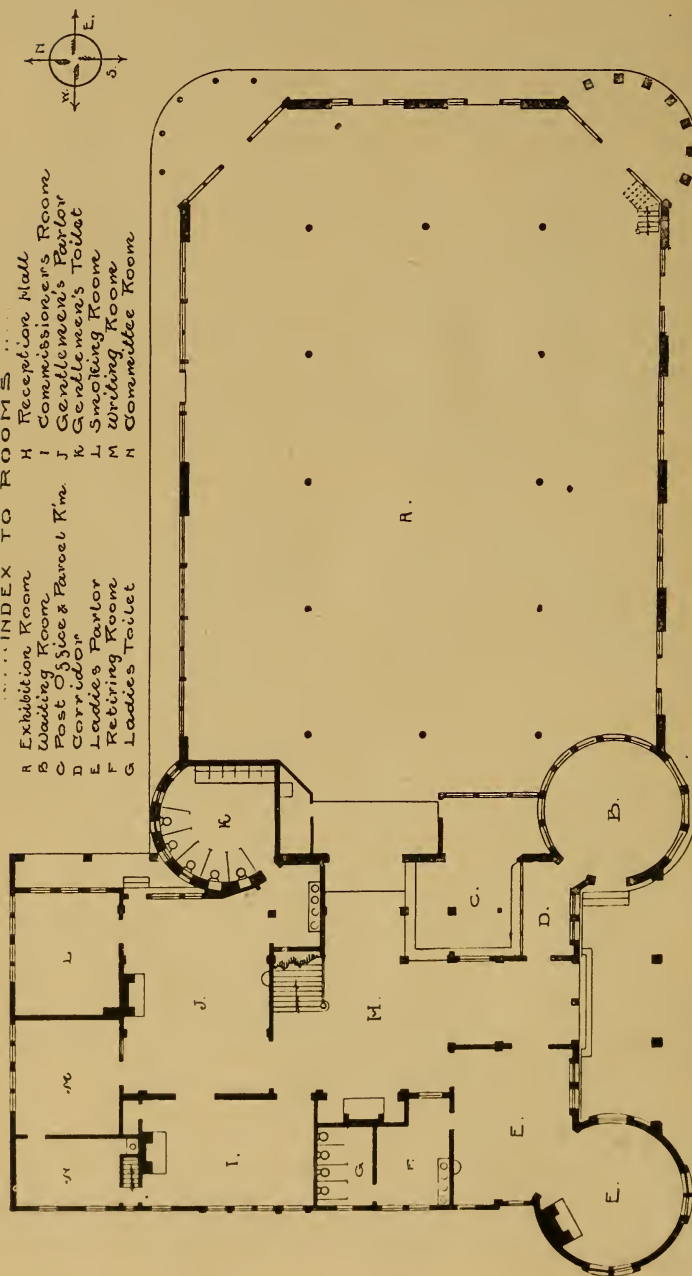 INDEX TO ROOMS
A Exhibition Room
B Waiting Room
C Post Office & Parcel R'm.
D Corridor
E Ladies Parlor
F Retiring Room
G Ladies Toilet
H Reception Hall
I Commissioner's Room
J Gentlemen's Parlor
K Gentlemen's Toilet
L Smoking Room
M Writing Room
N Committee Room
N
E.
S.
W.
A.
B.
C.
D.
E.
E.
F.
G
H.
I.
J.
K
L
M
N